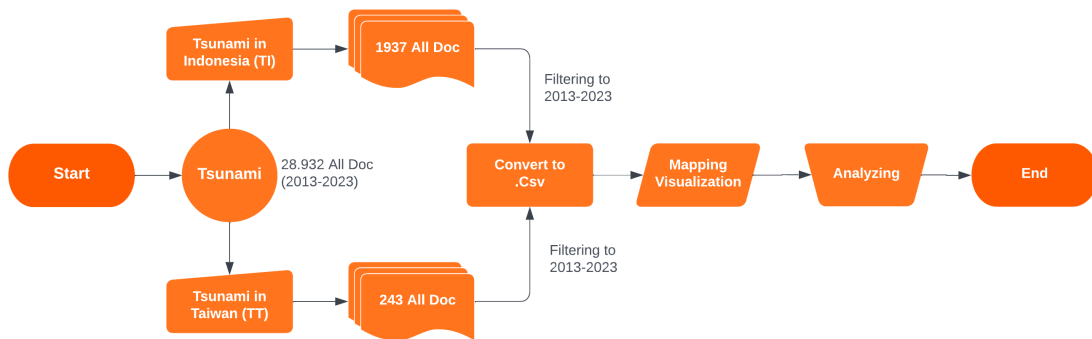 Tsunami in
Indonesia (TI)
1937 All Doc
Filtering to
2013-2023
Start
Tsunami
28.932 All Doc
(2013-2023)
Convert to
.Csv
Mapping
Visualization
Analyzing
End
Filtering to
2013-2023
Tsunami in
Taiwan (TT)
243 All Doc